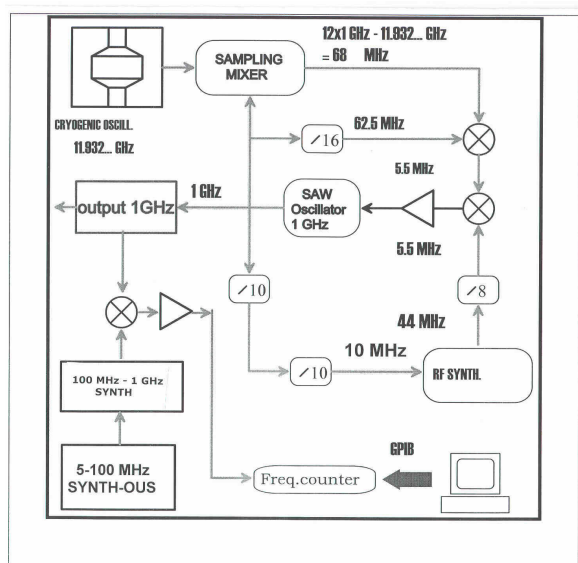 12x1 GHz - 11.932... GHz
= 68 MHz
SAMPLING
MIXER
CRYOGENIC OSCILL.
11.932... GHz
62.5 MHz
/16
5.5 MHz
1 GHz
output 1GHz
SAW
Oscillator
1 GHz
5.5 MHz
/10
/8
44 MHz
10 MHz
/10
RF SYNTH.
100 MHz - 1 GHz
SYNTH
5-100 MHz
SYNTH-OUS
GPIB
Freq.counter